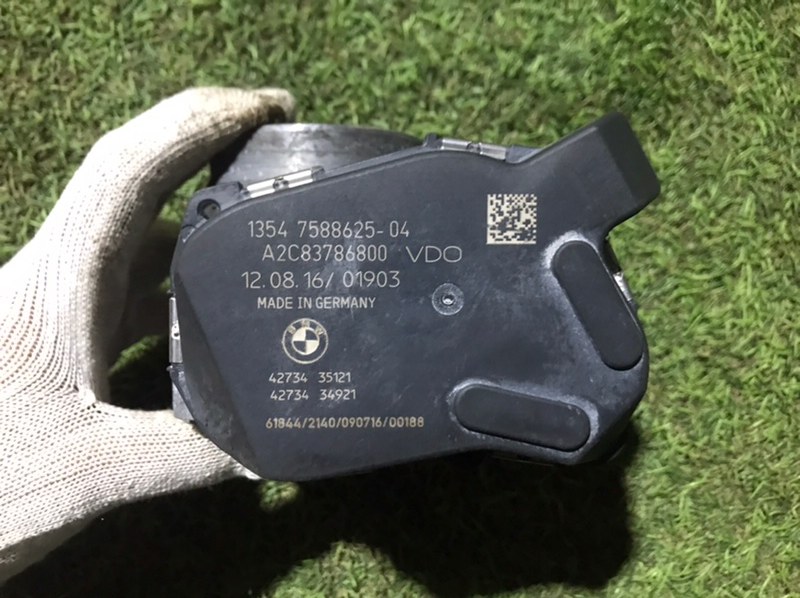 1354 7588625-04
A2C83786800 VDO
12.08.16/ 01903
MADE IN GERMANY
BMW
42734 35121
42734 34921
61844/2140/090716/00188